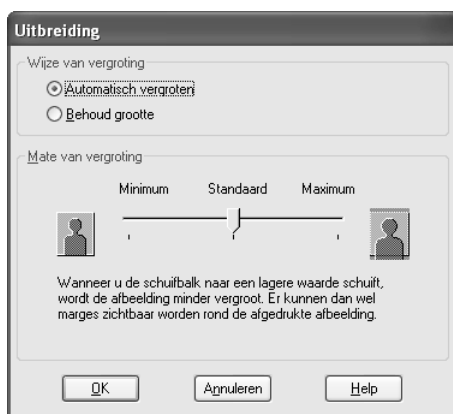 Uitbreiding
Wijze van vergroting
Automatisch vergroten
Behoud grootte
Mate van vergroting
Minimum Standaard Maximum
Wanneer u de schuifbalk naar een lagere waarde schuift,
wordt de afbeelding minder vergroot. Er kunnen dan wel
marges zichtbaar worden rond de afgedrukte afbeelding.
OK Annuleren Help